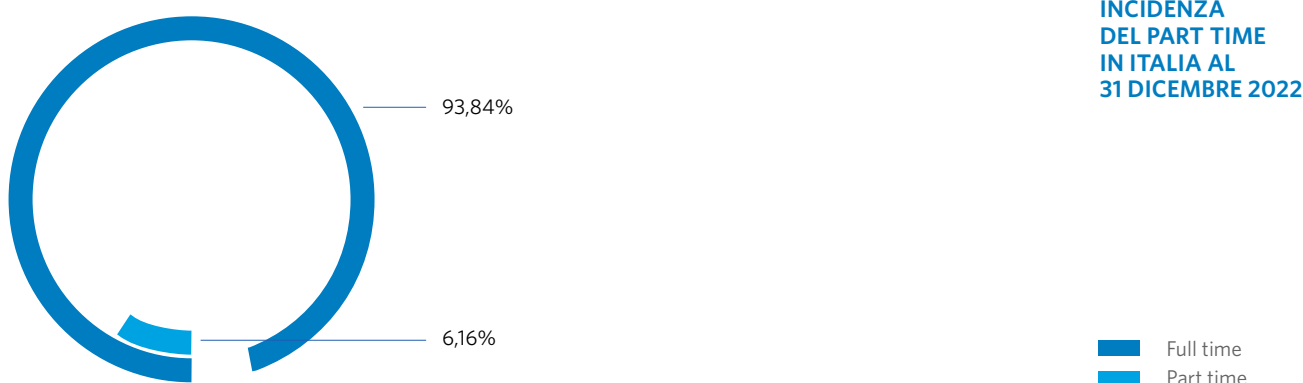 INCIDENZA
DEL PART TIME
IN ITALIA AL
31 DICEMBRE 2022
93,84%
6,16%
Full time
Part time